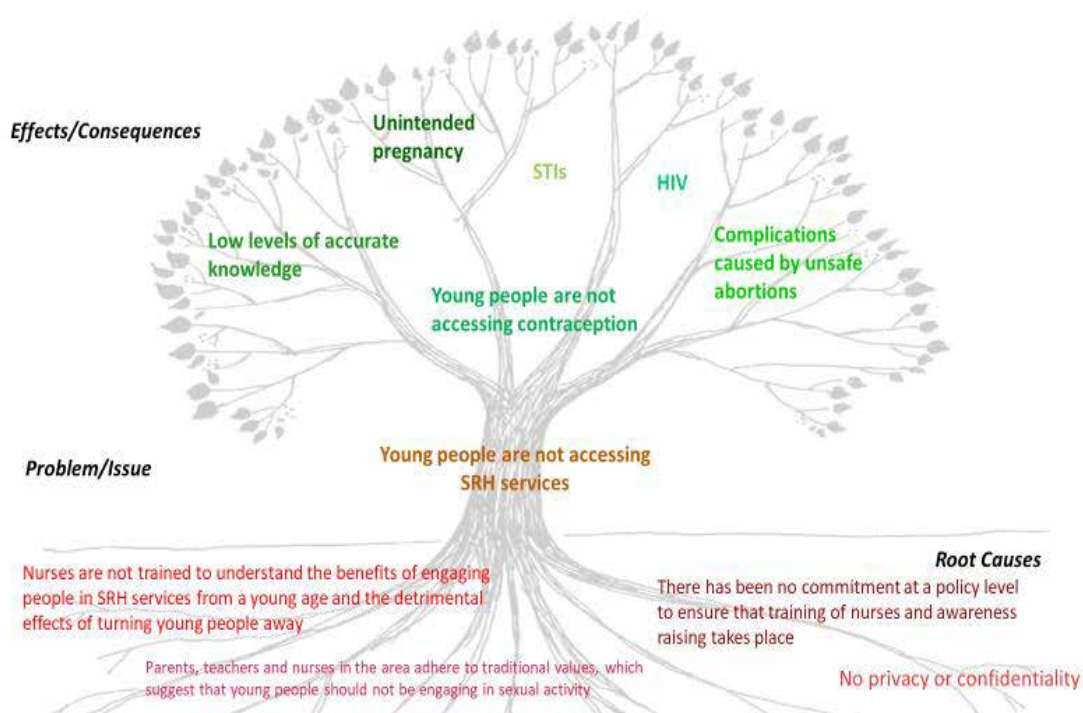 Effects/Consequences
Unintended
pregnancy
STIs
HIV
Low levels of accurate
knowledge
Complications
caused by unsafe
abortions
Young people are not
accessing contraception
Problem/Issue
Young people are not accessing
SRH services
Root Causes
Nurses are not trained to understand the benefits of engaging
people in SRH services from a young age and the detrimental
effects of turning young people away
There has been no commitment at a policy level
to ensure that training of nurses and awareness
raising takes place
Parents, teachers and nurses in the area adhere to traditional values, which
suggest that young people should not be engaging in sexual activity
No privacy or confidentiality